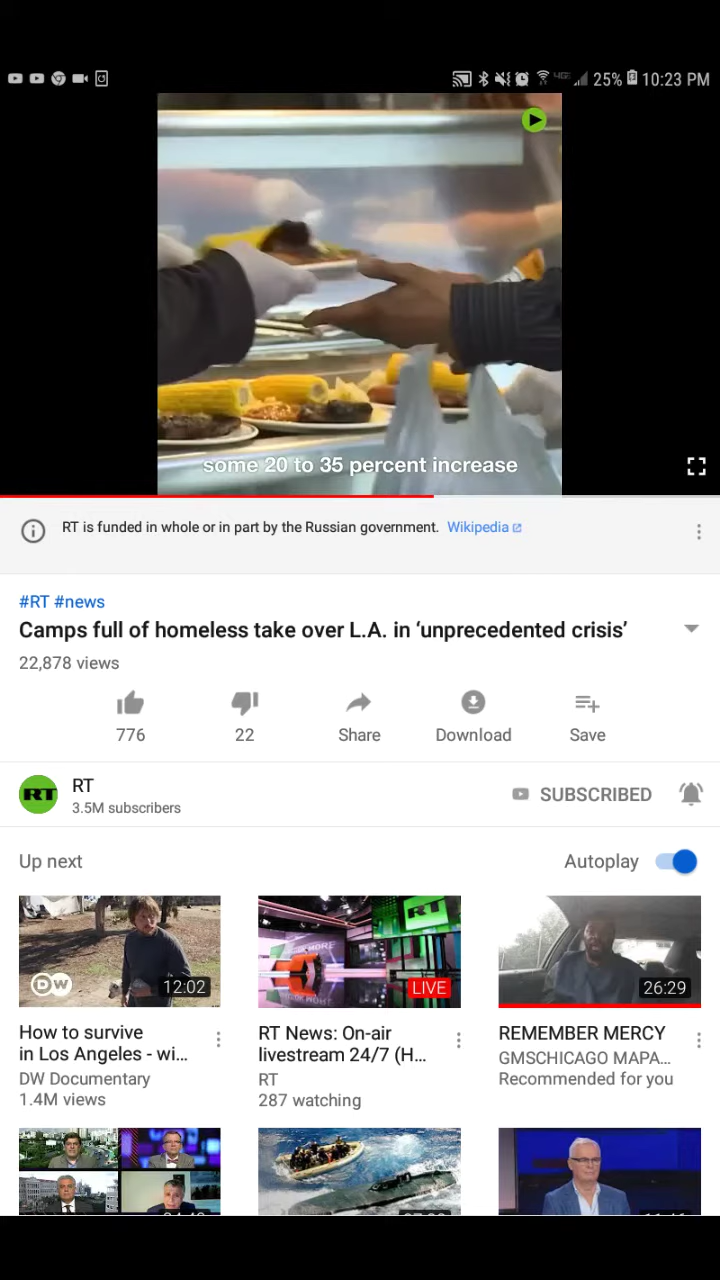 25% 10:23 PM
some 20 to 35 percent increase
RT is funded in whole or in part by the Russian government. Wikipedia
#RT #news
Camps full of homeless take over L.A. in ‘unprecedented crisis’
22,878 views
776
22
Share
Download
Save
RT
RT
3.5M subscribers
SUBSCRIBED
Up next
Autoplay
DW
12:02
How to survive
in Los Angeles - wi...
DW Documentary
1.4M views
RT
LIVE
RT News: On-air
livestream 24/7 (H...
RT
287 watching
26:29
REMEMBER MERCY
GMSCHICAGO MAPA...
Recommended for you